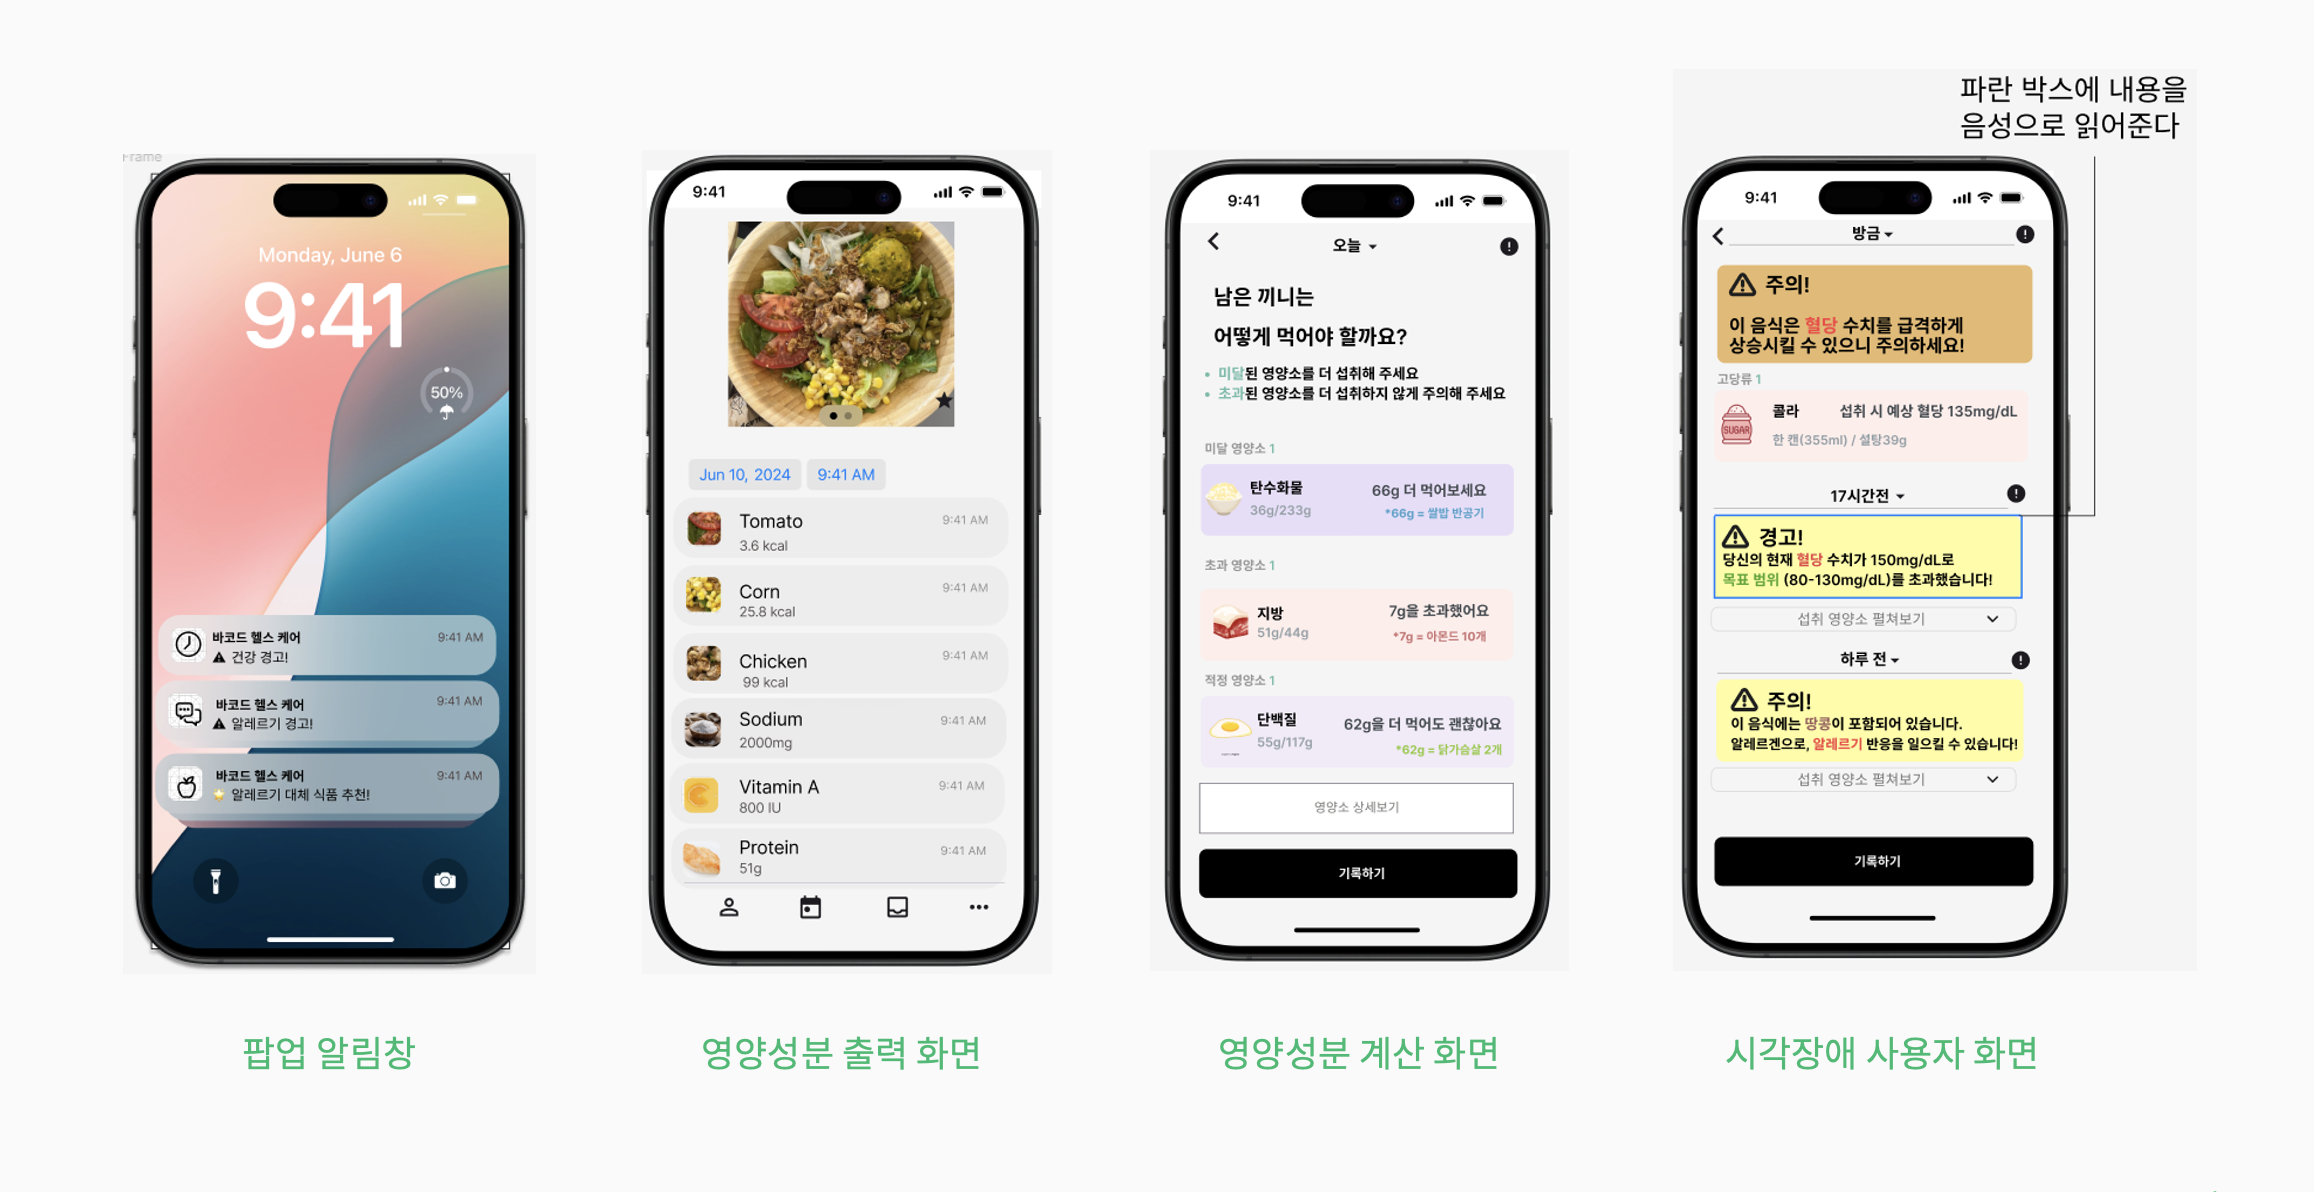 파란 박스에 내용을
음성으로 읽어준다
Frame
Monday, June 6
9:41
50%
바코드 헬스 케어
9:41 AM
건강 경고!
바코드 헬스 케어
9:41 AM
알레르기 경고!
바코드 헬스 케어
9:41 AM
알레르기 대체 식품 추천!
팝업 알림창
9:41
Jun 10, 2024
9:41 AM
Tomato
9:41 AM
3.6 kcal
Corn
9:41 AM
25.8 kcal
Chicken
9:41 AM
99 kcal
Sodium
9:41 AM
2000mg
Vitamin A
9:41 AM
800 IU
Protein
9:41 AM
51g
영양성분 출력 화면
9:41
오늘
남은 끼니는
어떻게 먹어야 할까요?
• 미달된 영양소를 더 섭취해 주세요
• 초과된 영양소를 더 섭취하지 않게 주의해 주세요
미달 영양소 1
탄수화물
66g 더 먹어보세요
36g/233g
*66g = 쌀밥 반공기
초과 영양소 1
지방
7g을 초과했어요
51g/44g
*7g = 아몬드 10개
적정 영양소 1
단백질
62g을 더 먹어도 괜찮아요
55g/117g
*62g = 닭가슴살 2개
영양소 상세보기
기록하기
영양성분 계산 화면
9:41
방금
주의!
이 음식은 혈당 수치를 급격하게
상승시킬 수 있으니 주의하세요!
고당류 1
SUGAR
콜라
섭취 시 예상 혈당 135mg/dL
한 캔(355ml) / 설탕39g
17시간전
경고!
당신의 현재 혈당 수치가 150mg/dL로
목표 범위 (80-130mg/dL)를 초과했습니다!
섭취 영양소 펼쳐보기
하루 전
주의!
이 음식에는 땅콩이 포함되어 있습니다.
알레르겐으로, 알레르기 반응을 일으킬 수 있습니다!
섭취 영양소 펼쳐보기
기록하기
시각장애 사용자 화면